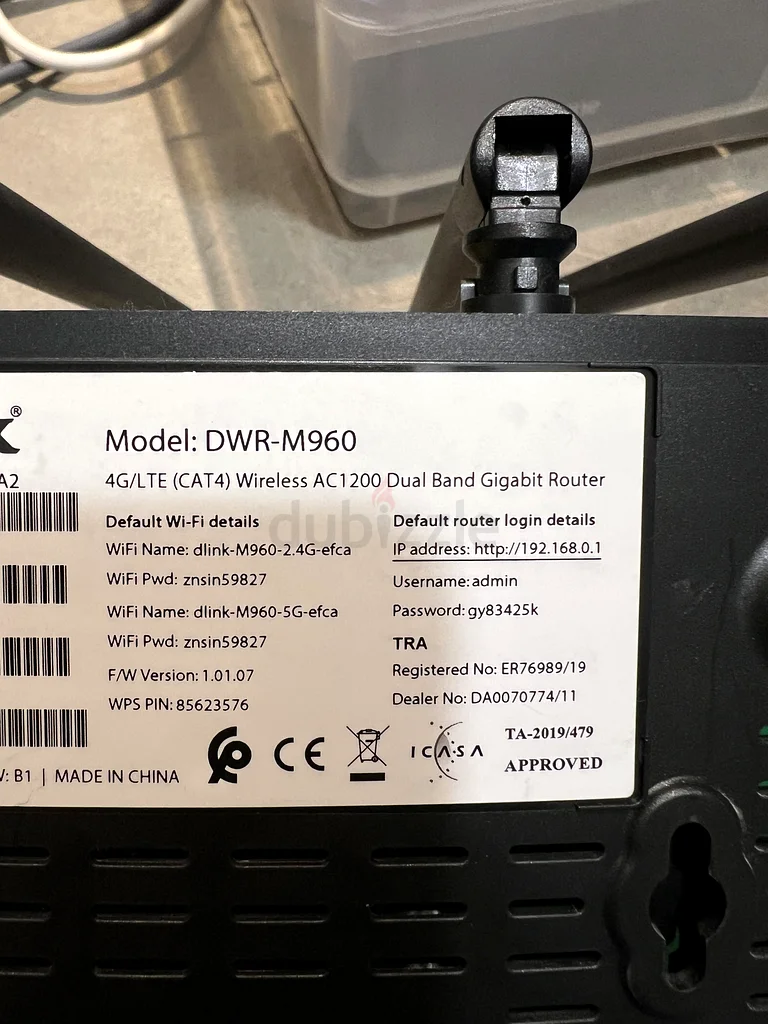 ®
A2
Model: DWR-M960
4G/LTE (CAT4) Wireless AC1200 Dual Band Gigabit Router
dubizzle
Default Wi-Fi details
WiFi Name: dlink-M960-2.4G-efca
WiFi Pwd: znsin59827
WiFi Name: dlink-M960-5G-efca
WiFi Pwd: znsin59827
F/W Version: 1.01.07
WPS PIN: 85623576
Default router login details
IP address: http://192.168.0.1
Username: admin
Password: gy83425k
TRA
Registered No: ER76989/19
Dealer No: DA0070774/11
CE
ICASA
TA-2019/479
APPROVED
: B1 | MADE IN CHINA